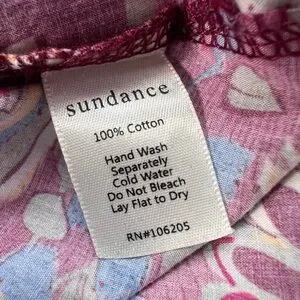 sundance
100% Cotton
Hand Wash
Separately
Cold Water
Do Not Bleach
Lay Flat to Dry
RN#106205